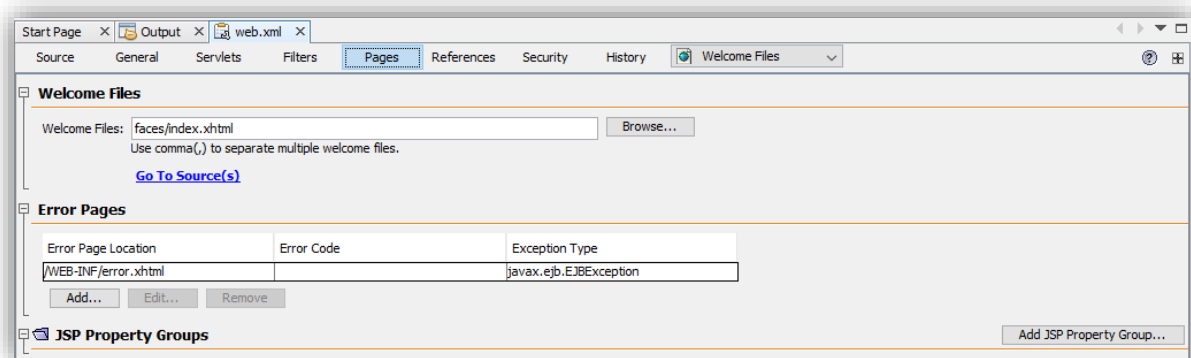 Start Page Output web.xml
Source General Servlets Filters Pages References Security History Welcome Files
Welcome Files
Welcome Files: faces/index.xhtml Browse...
Use comma(,) to separate multiple welcome files.
Go To Source(s)
Error Pages
Error Page Location Error Code Exception Type
/WEB-INF/error.xhtml javax.ejb.EJBException
Add... Edit... Remove
JSP Property Groups Add JSP Property Group...